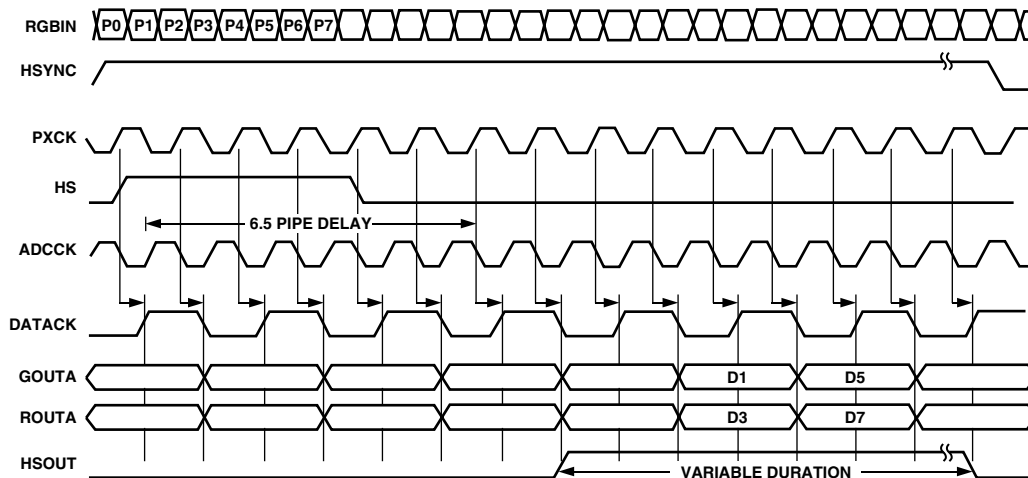 RGBIN P0 P1 P2 P3 P4 P5 P6 P7
HSYNC
PXCK
HS
6.5 PIPE DELAY
ADCCK
DATACK
GOUTA D1 D5
ROUTA D3 D7
HSOUT VARIABLE DURATION